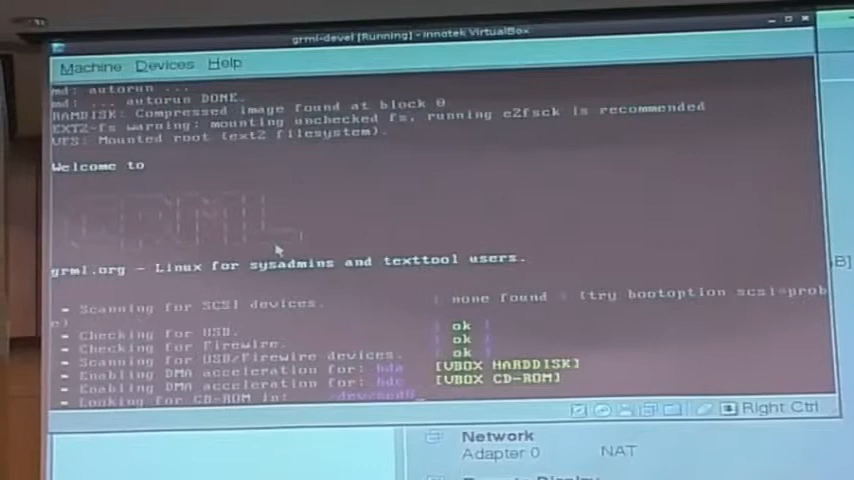 grml-devel [Running] - innotek VirtualBox
Machine Devices Help
md: autorun ...
md: ... autorun DONE.
RAMDISK: Compressed image found at block 0
EXT2-fs warning: mounting unchecked fs, running e2fsck is recommended
VFS: Mounted root (ext2 filesystem).
Welcome to
GRML
grml.org - Linux for sysadmins and texttool users.
- Scanning for SCSI devices. [ none found - (try bootoption scsi=prob
e)
- Checking for USB. [ ok ]
- Checking for Firewire. [ ok ]
- Scanning for USB/Firewire devices. [ ok ]
- Enabling DMA acceleration for: hda [VBOX HARDDISK]
- Enabling DMA acceleration for: hdc [VBOX CD-ROM]
- Looking for CD-ROM in:
Right Ctrl
B]
Network
Adapter 0 NAT
Display